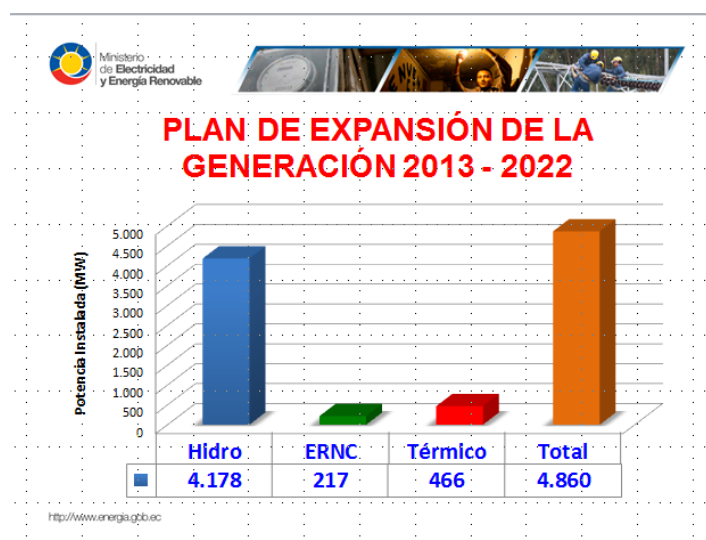 Ministerio
de Electricidad
y Energía Renovable
PLAN DE EXPANSIÓN DE LA
GENERACIÓN 2013 - 2022
Potencia Instalada (MW)
5.000
4.500
4.000
3.500
3.000
2.500
2.000
1.500
1.000
500
0
Hidro ERNC Térmico Total
4.178 217 466 4.860
http://www.energia.gob.ec